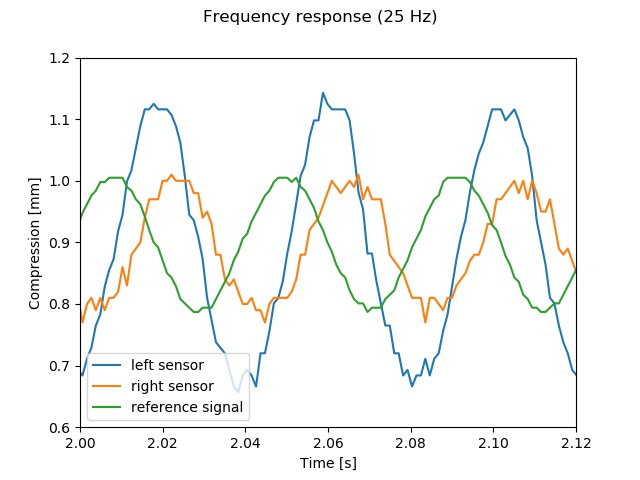 Frequency response (25 Hz)
1.2
1.1
1.0
0.9
0.8
0.7
0.6
Compression [mm]
left sensor
right sensor
reference signal
2.00 2.02 2.04 2.06 2.08 2.10 2.12
Time [s]